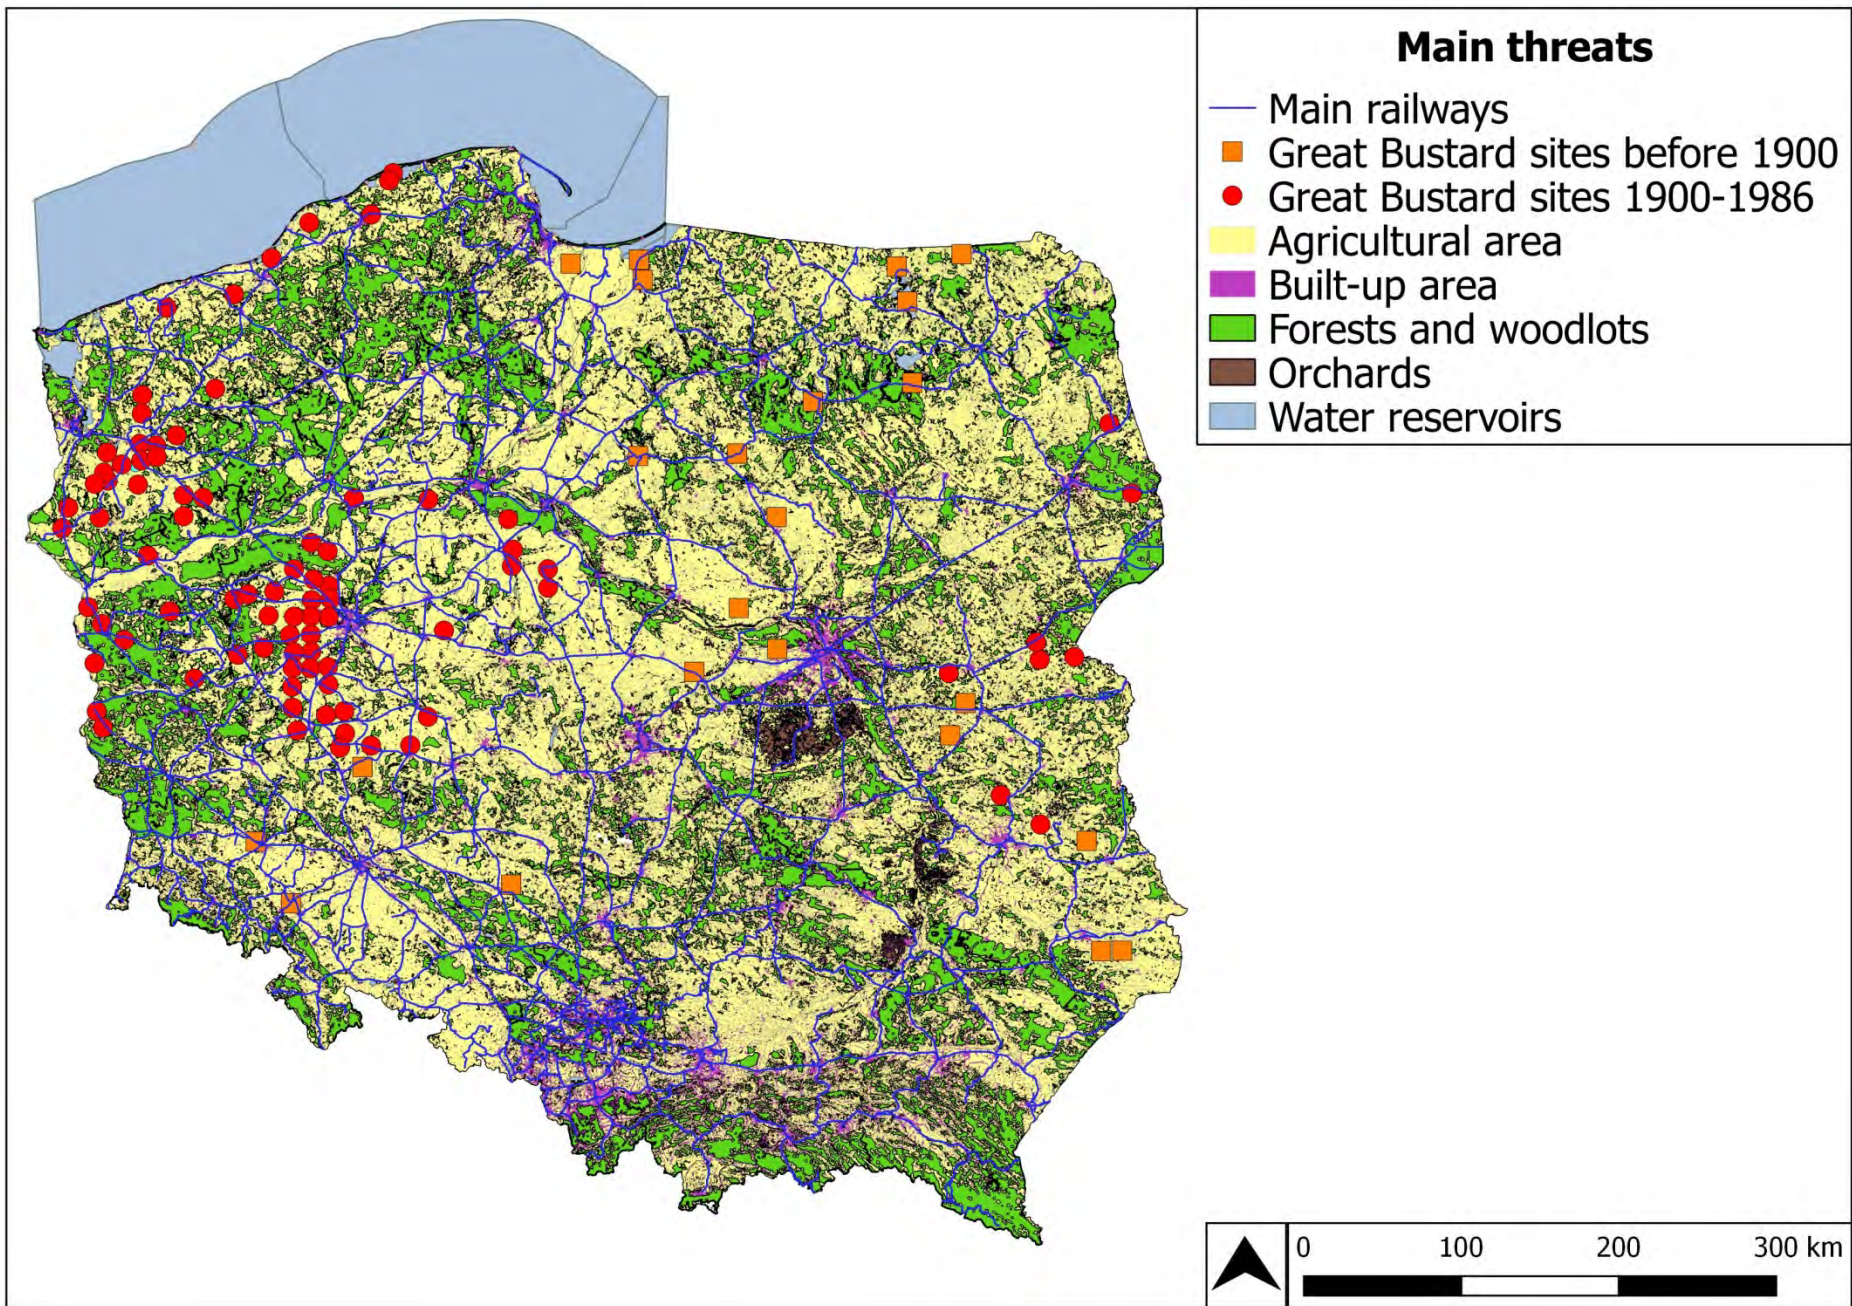 Main threats
Main railways
Great Bustard sites before 1900
Great Bustard sites 1900-1986
Agricultural area
Built-up area
Forests and woodlots
Orchards
Water reservoirs
0 100 200 300 km